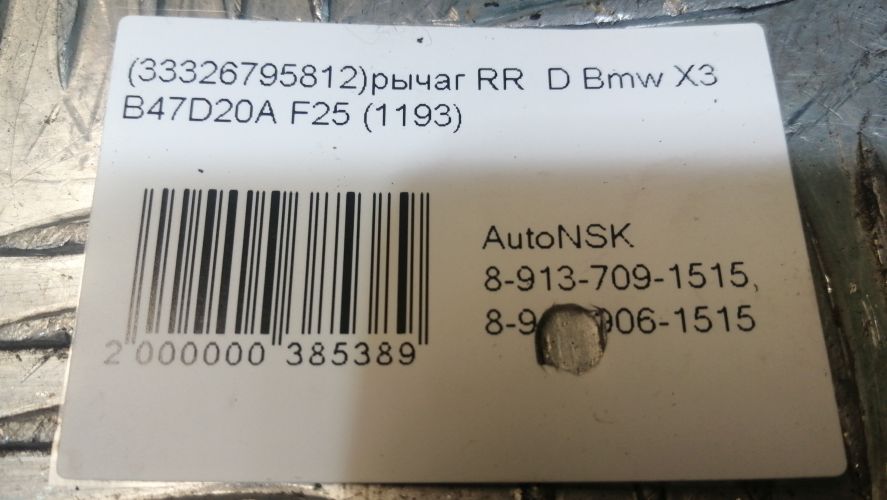 (33326795812)рычаг RR D Bmw X3
B47D20A F25 (1193)
AutoNSK
8-913-709-1515,
2 000000 385389